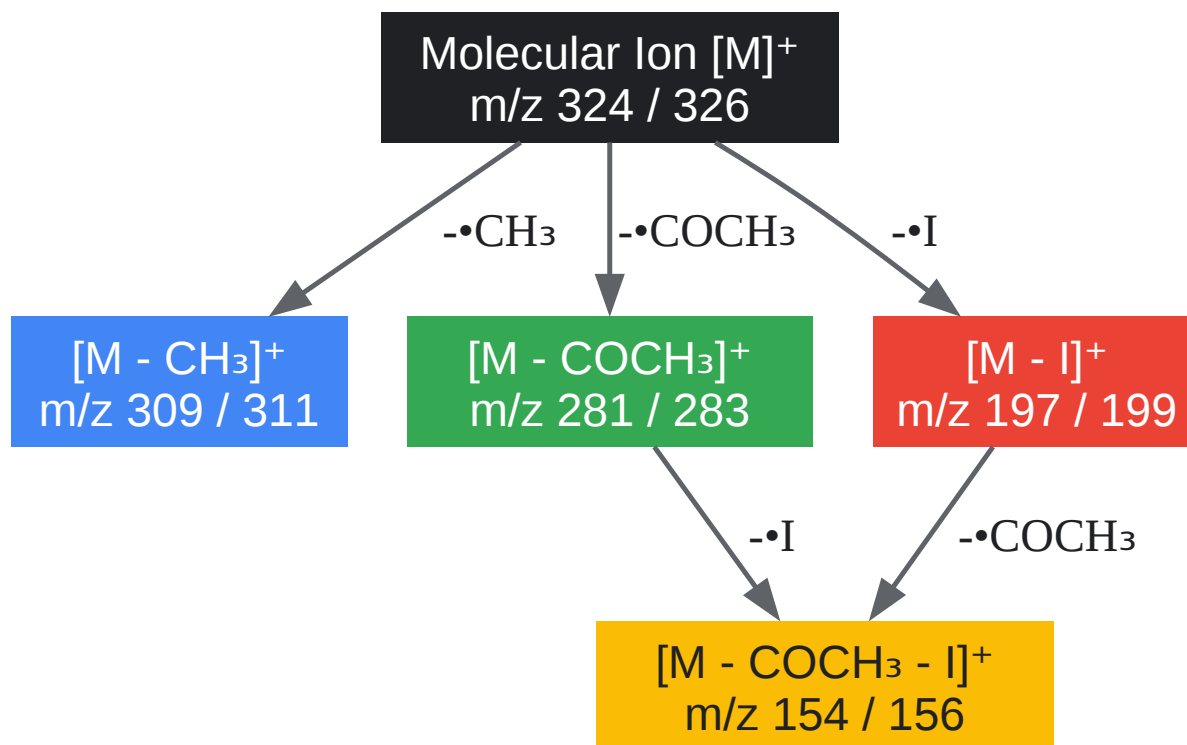 Molecular Ion [M]⁺
m/z 324 / 326
-•CH₃
-•COCH₃
-•I
[M - CH₃]⁺
m/z 309 / 311
[M - COCH₃]⁺
m/z 281 / 283
[M - I]⁺
m/z 197 / 199
-•I
-•COCH₃
[M - COCH₃ - I]⁺
m/z 154 / 156